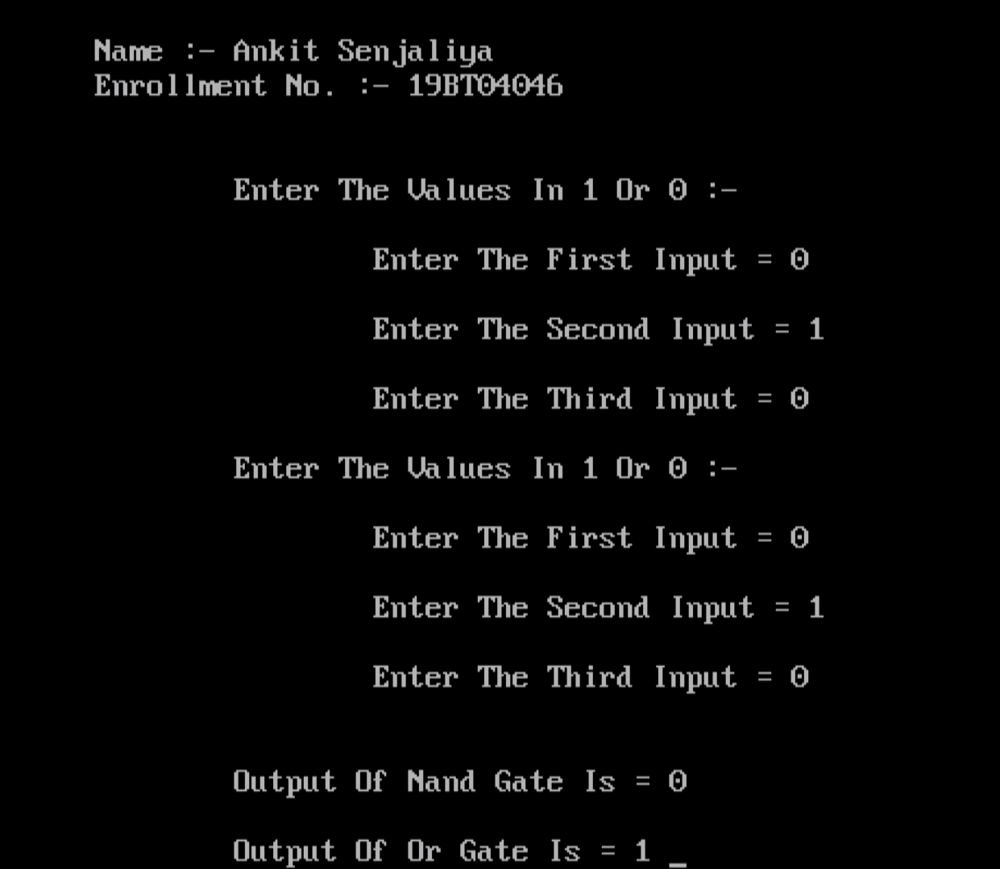 Name :- Ankit Senjaliya
Enrollment No. :- 19BT04046
Enter The Values In 1 Or 0 :-
Enter The First Input = 0
Enter The Second Input = 1
Enter The Third Input = 0
Enter The Values In 1 Or 0 :-
Enter The First Input = 0
Enter The Second Input = 1
Enter The Third Input = 0
Output Of Nand Gate Is = 0
Output Of Or Gate Is = 1 _